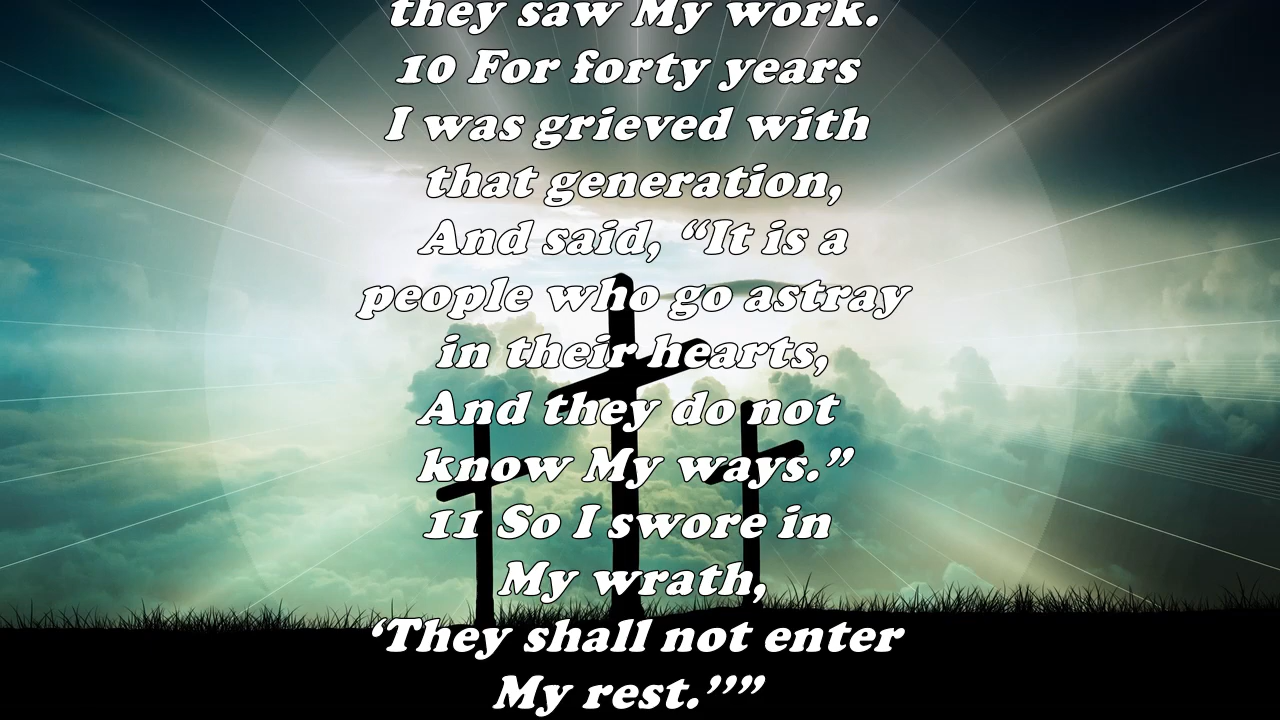 they saw My work.
10 For forty years
I was grieved with
that generation,
And said, “It is a
people who go astray
in their hearts,
And they do not
know My ways.”
11 So I swore in
My wrath,
‘They shall not enter
My rest.’”